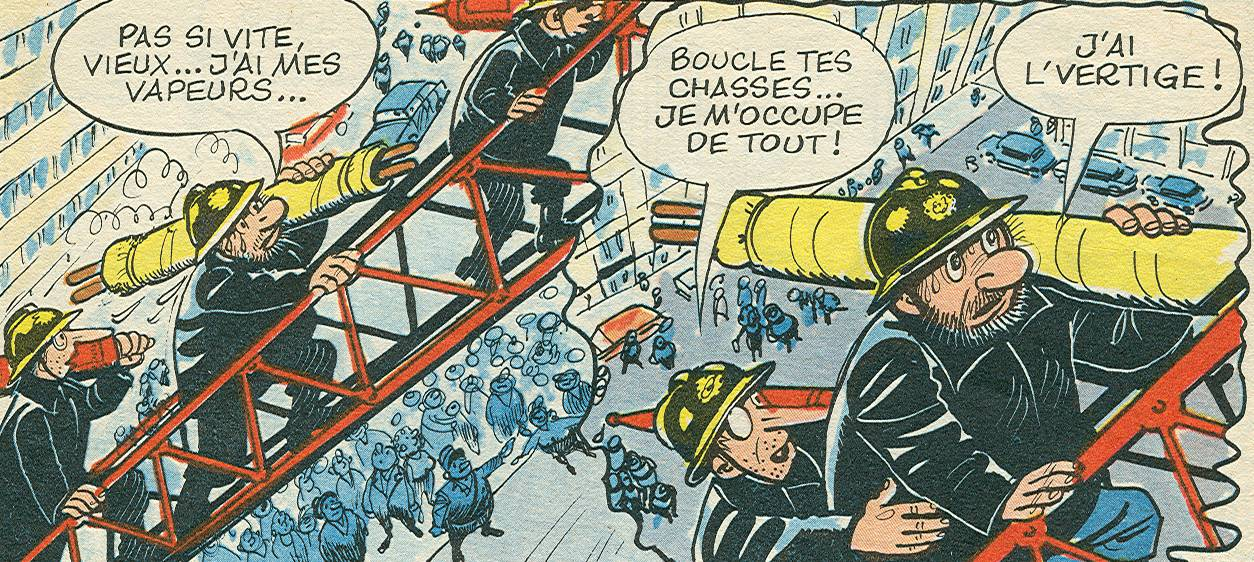 PAS SI VITE,
VIEUX... J'AI MES
VAPEURS...
BOUCLE TES
CHASSES...
JE M'OCCUPE
DE TOUT!
J'AI
L'VERTIGE!